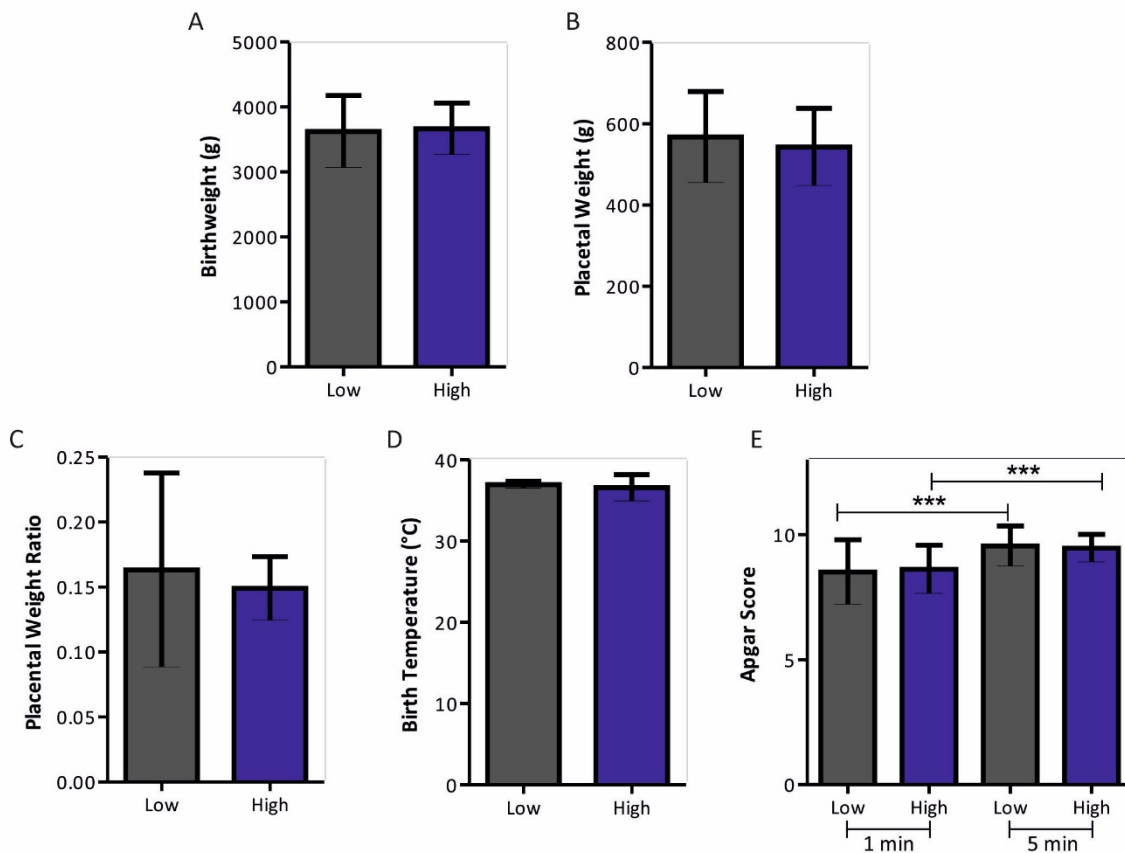 A
Birthweight (g)
5000
4000
3000
2000
1000
0
Low High
B
Placetal Weight (g)
800
600
400
200
0
Low High
C
Placental Weight Ratio
0.25
0.20
0.15
0.10
0.05
0.00
Low High
D
Birth Temperature (°C)
40
30
20
10
0
Low High
E
Apgar Score
10
5
0
***
***
Low High Low High
1 min 5 min